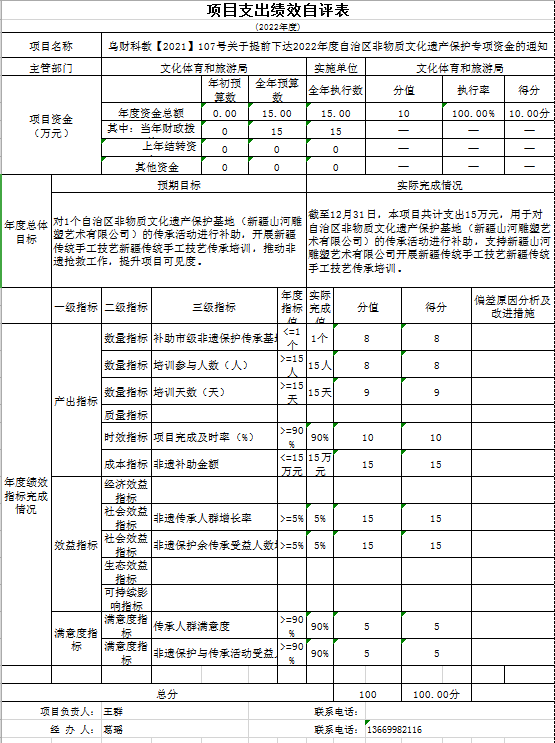 项目支出绩效自评表
（2022年度）
项目名称 乌财科教【2021】107号关于提前下达2022年度自治区非物质文化遗产保护专项资金的通知
主管部门 文化体育和旅游局 实施单位 文化体育和旅游局
项目资金（万元） 年初预算数 全年预算数 全年执行数 分值 执行率 得分
年度资金总额 0.00 15.00 15.00 10 100.00% 10.00分
其中：当年财政拨 0 15 15 — — —
上年结转资 0 0 0 — — —
其他资金 0 0 0 — — —
年度总体目标 预期目标 实际完成情况
对1个自治区非物质文化遗产保护基地（新疆山河雕塑艺术有限公司）的传承活动进行补助，开展新疆传统手工技艺新疆传统手工技艺传承培训，推动非遗抢救工作，提升项目可见度。
截至12月31日，本项目共计支出15万元，用于对自治区非物质文化遗产保护基地（新疆山河雕塑艺术有限公司）的传承活动进行补助，支持新疆山河雕塑艺术有限公司开展新疆传统手工技艺新疆传统手工技艺传承培训。
年度绩效指标完成情况 一级指标 二级指标 三级指标 年度指标值 实际完成值 分值 得分 偏差原因分析及改进措施
产出指标 数量指标 补助市级非遗保护传承基 <=1个 1个 8 8
数量指标 培训参与人数（人） >=15人 15人 8 8
数量指标 培训天数（天） >=15天 15天 9 9
质量指标
时效指标 项目完成及时率（%） >=90% 90% 10 10
成本指标 非遗补助金额 <=15万元 15万元 15 15
效益指标 经济效益指标
社会效益指标 非遗传承人群增长率 >=5% 5% 15 15
社会效益指标 非遗保护余传承受益人数 >=5% 5% 15 15
生态效益指标
可持续影响指标
满意度指标 满意度指标 传承人群满意度 >=90% 90% 5 5
满意度指标 非遗保护与传承活动受益 >=90% 90% 5 5
总分 100 100.00分
项目负责人： 王群 联系电话：
经 办 人： 葛瑶 联系电话： 13669982116